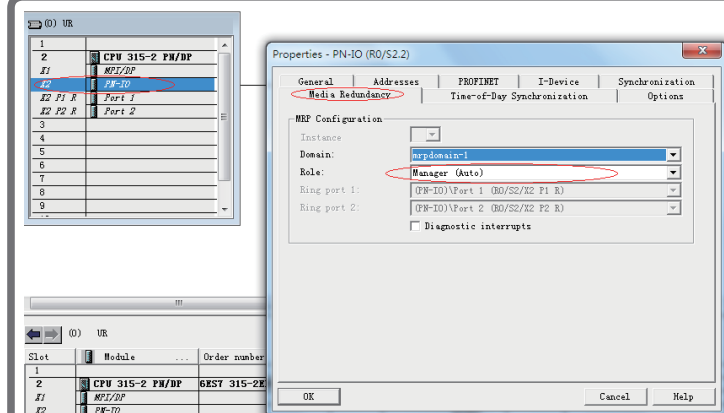 (0) UR
1
2 CPU 315-2 PN/DP
X1 MPI/DP
X2 PN-IO
X2 P1 R Port 1
X2 P2 R Port 2
3
4
5
6
7
8
9
Properties - PN-IO (R0/S2.2)
General Addresses PROFINET I-Device Synchronization
Media Redundancy Time-of-Day Synchronization Options
MRP Configuration
Instance
Domain: mrpdomain-1
Role: Manager (Auto)
Ring port 1: (PN-IO)\Port 1 (R0/S2/X2 P1 R)
Ring port 2: (PN-IO)\Port 2 (R0/S2/X2 P2 R)
Diagnostic interrupts
OK Cancel Help
(0) UR
Slot Module ... Order number
1
2 CPU 315-2 PN/DP 6ES7 315-2E
X1 MPI/DP
X2 PN-IO